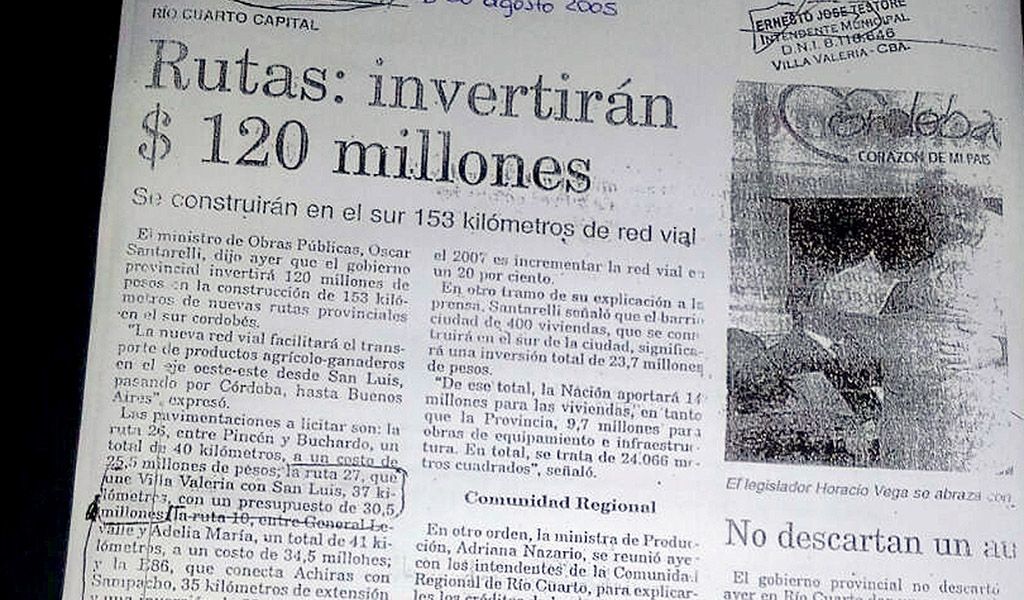 agosto 2005
RÍO CUARTO CAPITAL
ERNESTO JOSE TESTORE
INTENDENTE MUNICIPAL
D.N.I. 8.116.646
VILLA VALERIA - CBA.
Rutas: invertirán
$ 120 millones
Se construirán en el sur 153 kilómetros de red vial
El ministro de Obras Públicas, Oscar
Santarelli, dijo ayer que el gobierno
provincial invertirá 120 millones de
pesos en la construcción de 153 kiló-
metros de nuevas rutas provinciales
en el sur cordobés.
"La nueva red vial facilitará el trans-
porte de productos agrícolo-ganaderos
en el eje oeste-este desde San Luis,
pasando por Córdoba, hasta Buenos
Aires", expresó.
Las pavimentaciones a licitar son: la
ruta 26, entre Pincén y Buchardo, un
total de 40 kilómetros, a un costo de
25,5 millones de pesos; la ruta 27, que
une Villa Valeria con San Luis, 37 ki-
lómetros, con un presupuesto de 30,5
millones; la ruta 10, entre General Le-
valle y Adelia María, un total de 41 ki-
lómetros, a un costo de 34,5 millones;
y la E86, que conecta Achiras con
Sampacho, 35 kilómetros de extensión
el 2007 es incrementar la red vial en
un 20 por ciento.
En otro tramo de su explicación a la
prensa, Santarelli señaló que el barrio
ciudad de 400 viviendas, que se cons
truirá en el sur de la ciudad, significa-
rá una inversión total de 23,7 millones
de pesos.
"De ese total, la Nación aportará 14
millones para las viviendas, en tanto
que la Provincia, 9,7 millones para
obras de equipamiento e infraestruc
tura. En total, se trata de 24.066 me-
tros cuadrados", señaló.
Comunidad Regional
En otro orden, la ministra de Produc-
ción, Adriana Nazario, se reunió ayer
con los intendentes de la Comunidad
Regional de Río Cuarto, para explicar-
les los créditos
Córdoba
CORAZÓN DE MI PAÍS
El legislador Horacio Vega se abraza con
No descartan un au
El gobierno provincial no descartó
ayer en Río Cuarto